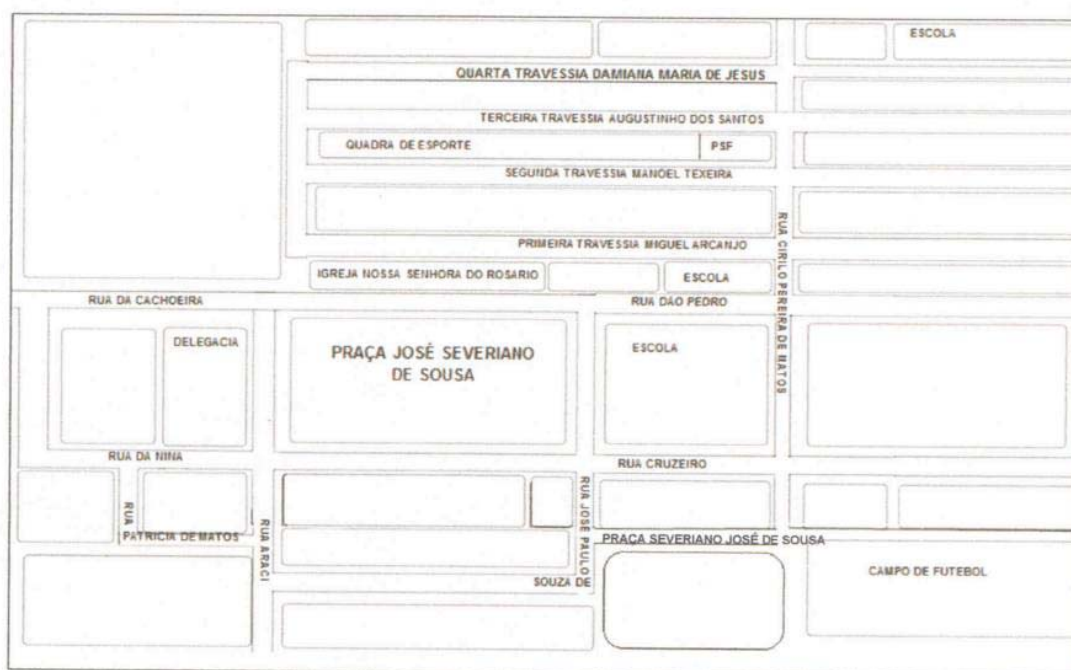 ESCOLA
QUARTA TRAVESSIA DAMIANA MARIA DE JESUS
TERCEIRA TRAVESSIA AUGUSTINHO DOS SANTOS
QUADRA DE ESPORTE
PSF
SEGUNDA TRAVESSIA MANOEL TEXEIRA
PRIMEIRA TRAVESSIA MIGUEL ARCANJO
RUA CIRILO PEREIRA DE MATOS
IGREJA NOSSA SENHORA DO ROSARIO
ESCOLA
RUA DA CACHOEIRA
RUA DÃO PEDRO
DELEGACIA
PRAÇA JOSÉ SEVERIANO
DE SOUSA
ESCOLA
RUA DA NINA
RUA CRUZEIRO
RUA
PATRICIA DE MATOS
RUA ARACI
RUA JOSE PAULO
SOUZA DE
PRAÇA SEVERIANO JOSÉ DE SOUSA
CAMPO DE FUTEBOL